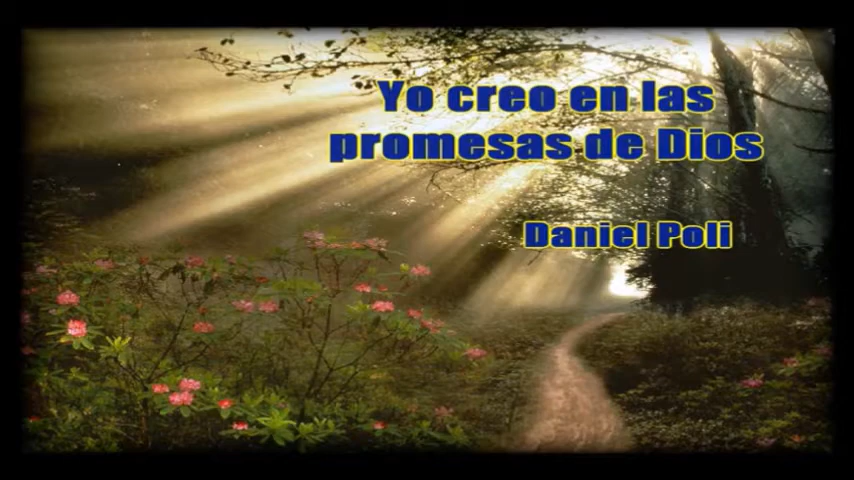 Yo creo en las
promesas de Dios
Daniel Poli